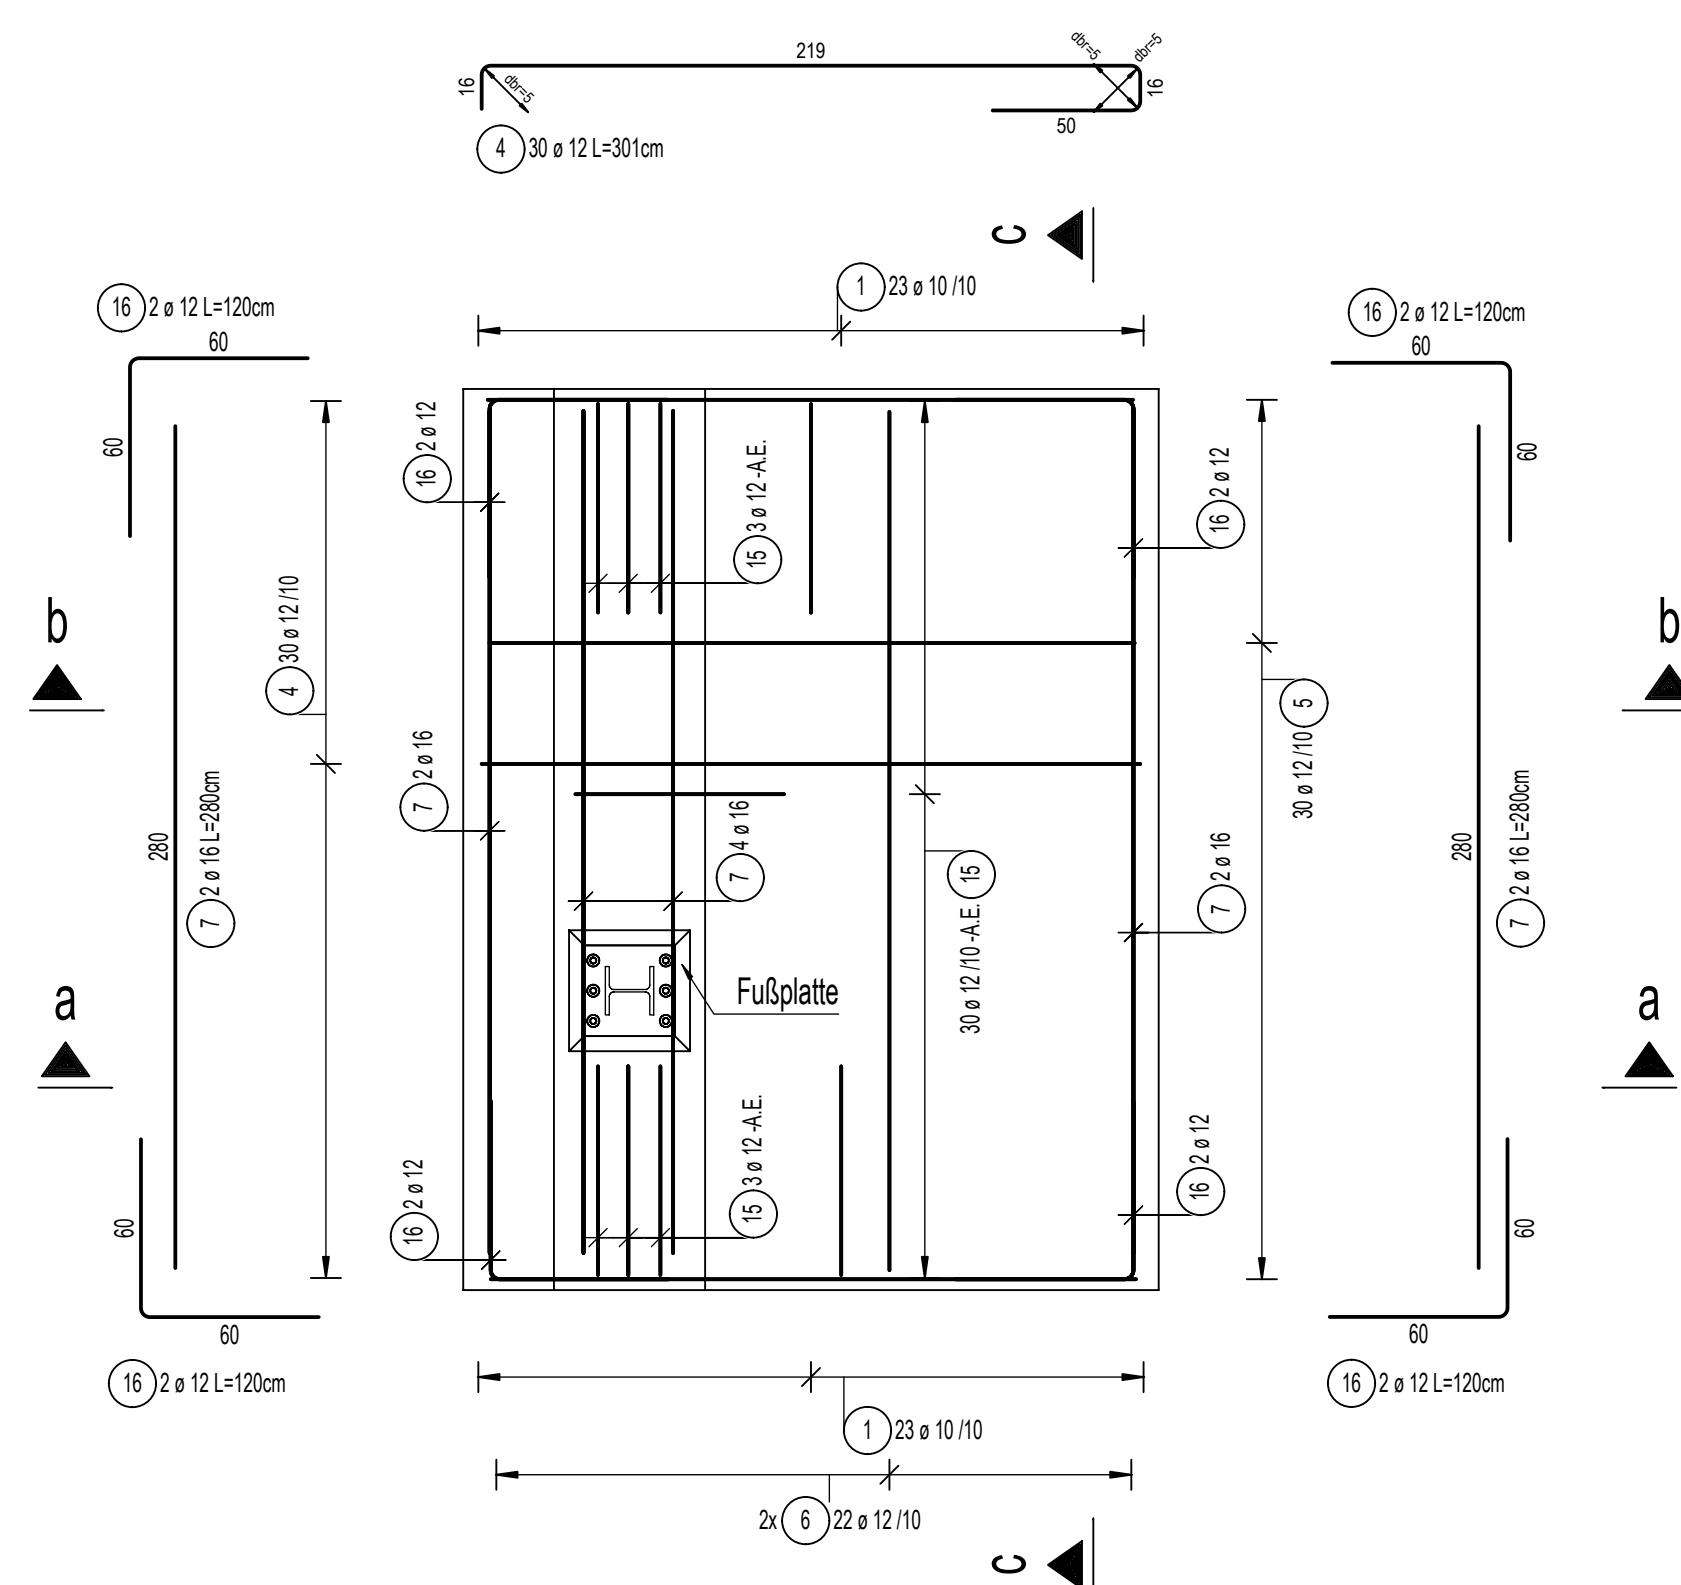 219
16
dbr=5
dbr=5
dbr=5
16
50
4 30 ø 12 L=301cm
c
1 23 ø 10 /10
16 2 ø 12 L=120cm
60
60
16 2 ø 12 L=120cm
60
60
16 2 ø 12
15 3 ø 12 -A.E.
16 2 ø 12
4 30 ø 12 /10
b
b
30 ø 12 /10 5
7 2 ø 16
280
7 2 ø 16 L=280cm
7 4 ø 16
30 ø 12 /10 -A.E. 15
7 2 ø 16
280
7 2 ø 16 L=280cm
a
Fußplatte
a
15 3 ø 12 -A.E.
16 2 ø 12
16 2 ø 12
60
60
16 2 ø 12 L=120cm
60
60
16 2 ø 12 L=120cm
1 23 ø 10 /10
2x 6 22 ø 12 /10
c